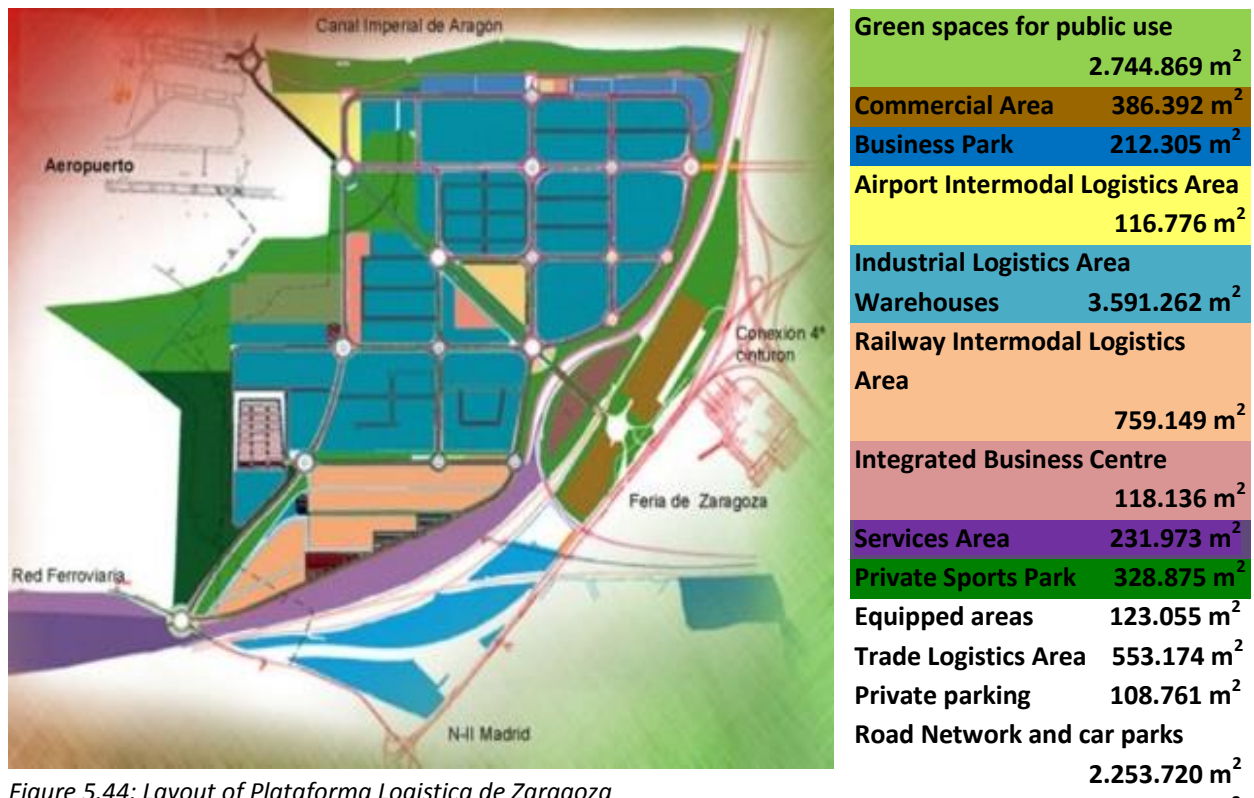 Canal Imperial de Aragón
Aeropuerto
Conexión 4º
cinturon
Feria de Zaragoza
Red Ferroviaria
N-II Madrid
Figure 5.44: Layout of Plataforma Logistica de Zaragoza
Green spaces for public use
2.744.869 m²
Commercial Area 386.392 m²
Business Park 212.305 m²
Airport Intermodal Logistics Area
116.776 m²
Industrial Logistics Area
Warehouses 3.591.262 m²
Railway Intermodal Logistics
Area
759.149 m²
Integrated Business Centre
118.136 m²
Services Area 231.973 m²
Private Sports Park 328.875 m²
Equipped areas 123.055 m²
Trade Logistics Area 553.174 m²
Private parking 108.761 m²
Road Network and car parks
2.253.720 m²